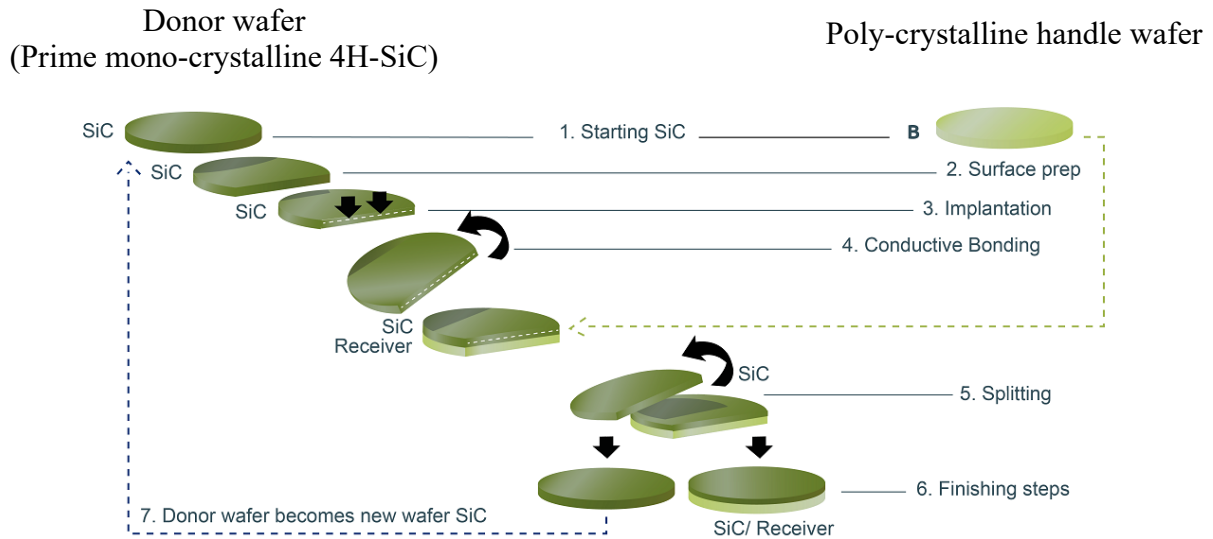 Donor wafer
(Prime mono-crystalline 4H-SiC)
Poly-crystalline handle wafer
SiC
1. Starting SiC
B
SiC
2. Surface prep
SiC
3. Implantation
4. Conductive Bonding
SiC
Receiver
SiC
5. Splitting
6. Finishing steps
7. Donor wafer becomes new wafer SiC
SiC/ Receiver